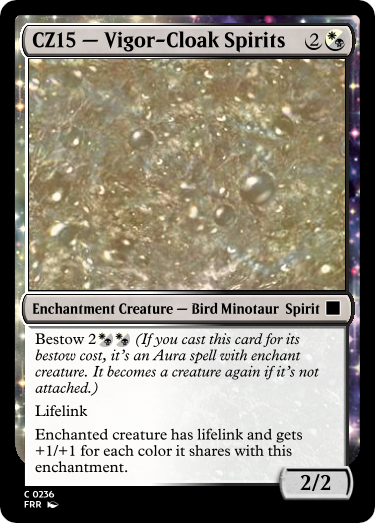 CZ15 — Vigor-Cloak Spirits 2
Enchantment Creature — Bird Minotaur Spirit
Bestow 2 (If you cast this card for its
bestow cost, it's an Aura spell with enchant
creature. It becomes a creature again if it's not
attached.)
Lifelink
Enchanted creature has lifelink and gets
+1/+1 for each color it shares with this
enchantment.
2/2
C 0236
FRR